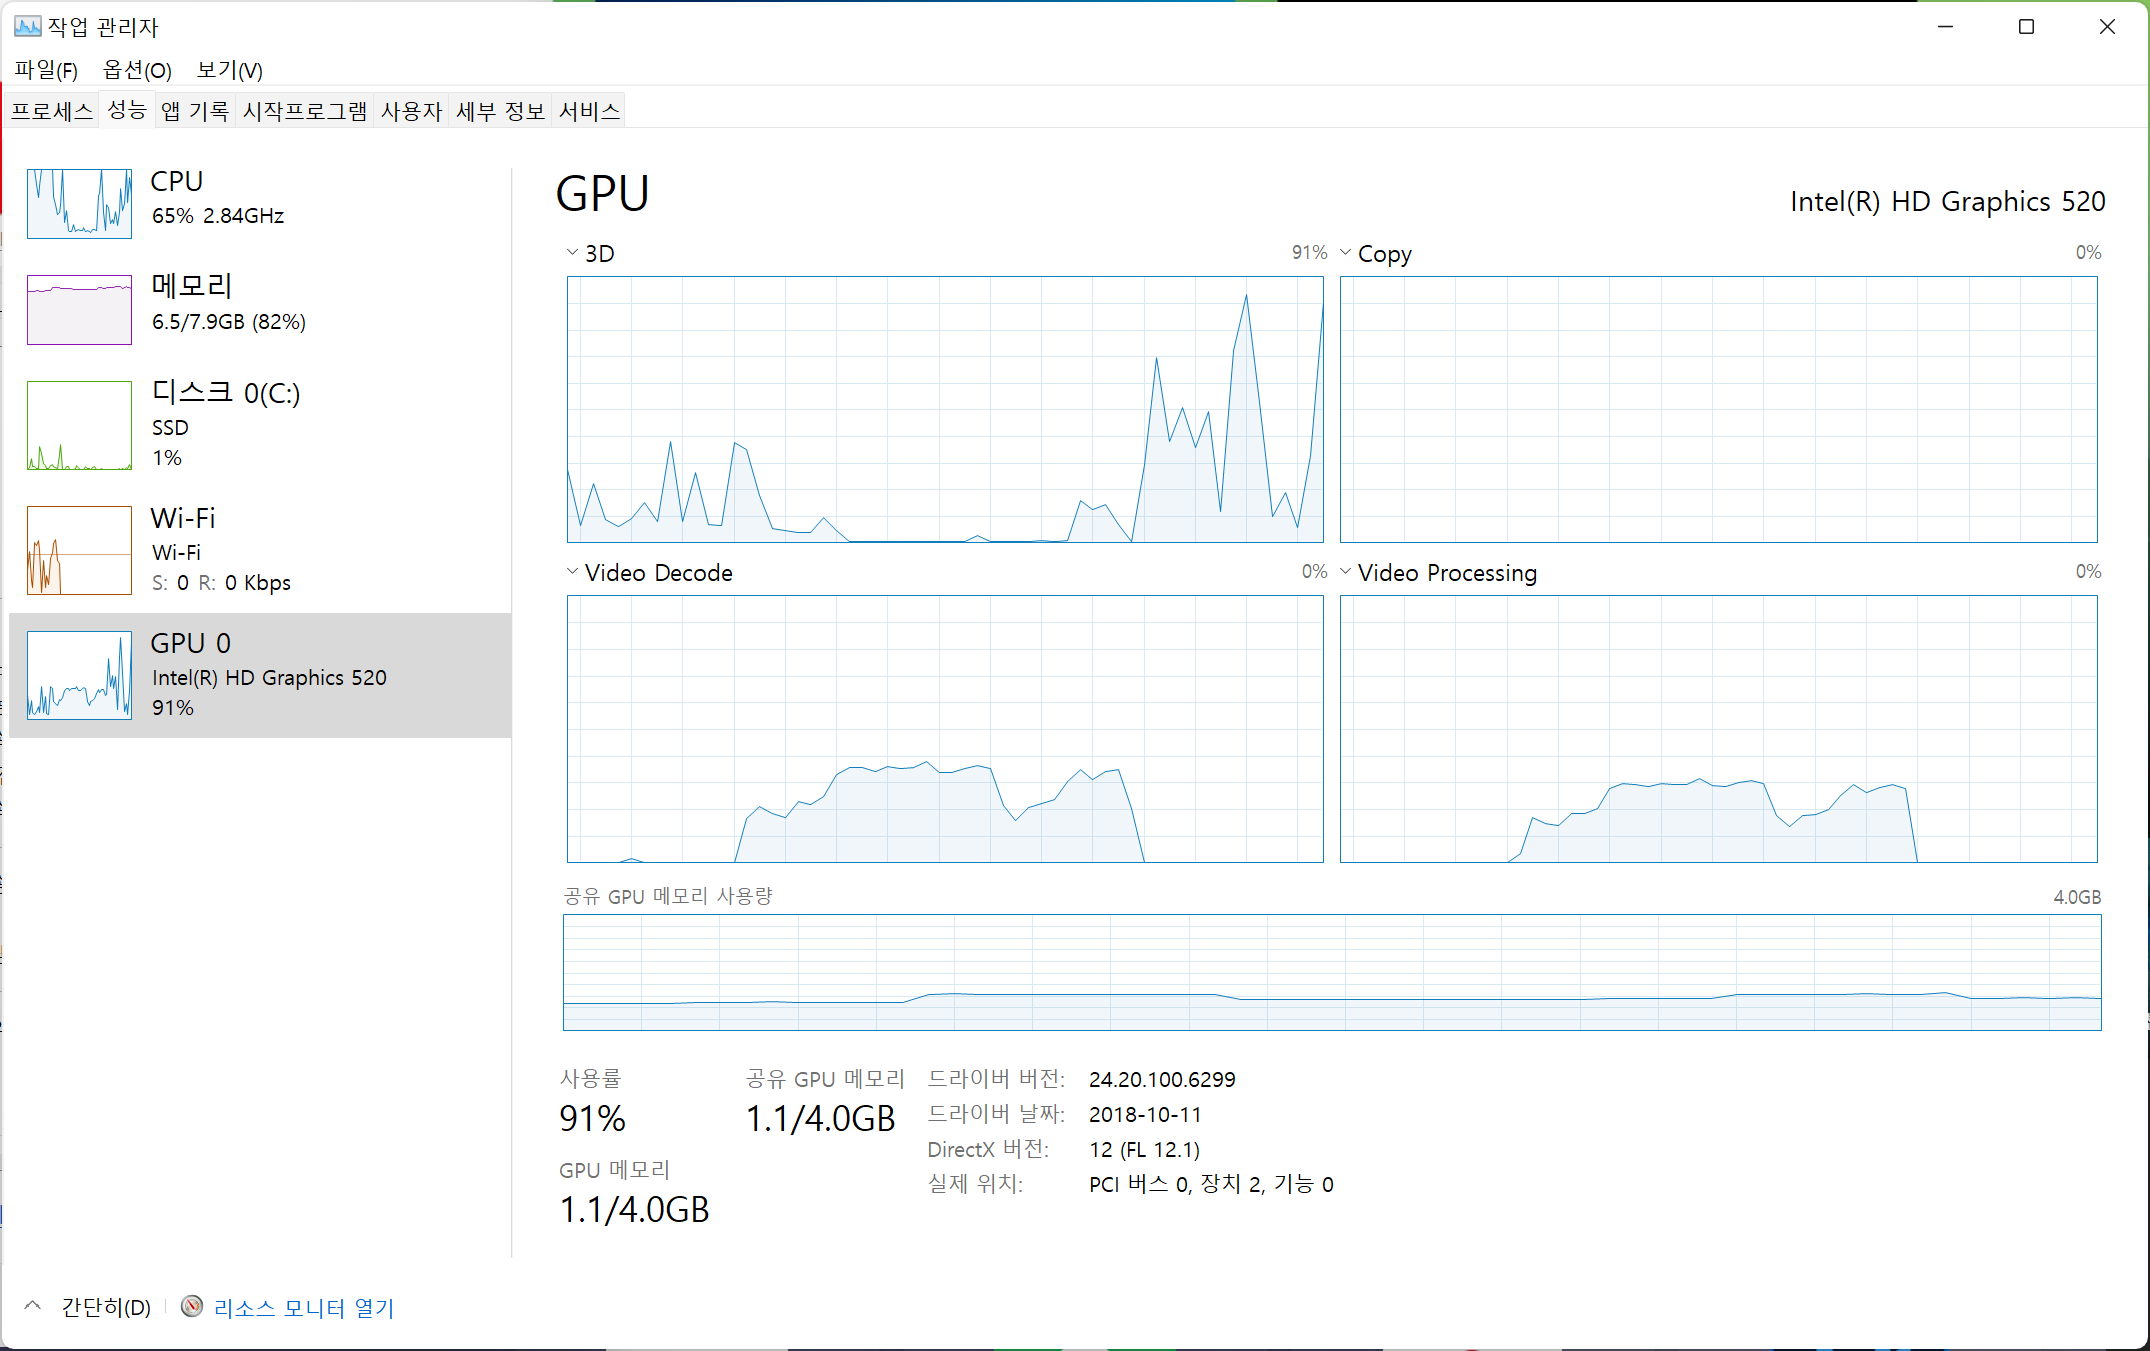 작업 관리자
파일(F) 옵션(O) 보기(V)
프로세스 성능 앱 기록 시작프로그램 사용자 세부 정보 서비스
CPU
65% 2.84GHz
메모리
6.5/7.9GB (82%)
디스크 0(C:)
SSD
1%
Wi-Fi
Wi-Fi
S: 0 R: 0 Kbps
GPU 0
Intel(R) HD Graphics 520
91%
GPU
Intel(R) HD Graphics 520
3D 91%
Copy 0%
Video Decode 0%
Video Processing 0%
공유 GPU 메모리 사용량 4.0GB
사용률
91%
공유 GPU 메모리
1.1/4.0GB
GPU 메모리
1.1/4.0GB
드라이버 버전: 24.20.100.6299
드라이버 날짜: 2018-10-11
DirectX 버전: 12 (FL 12.1)
실제 위치: PCI 버스 0, 장치 2, 기능 0
간단히(D) 리소스 모니터 열기